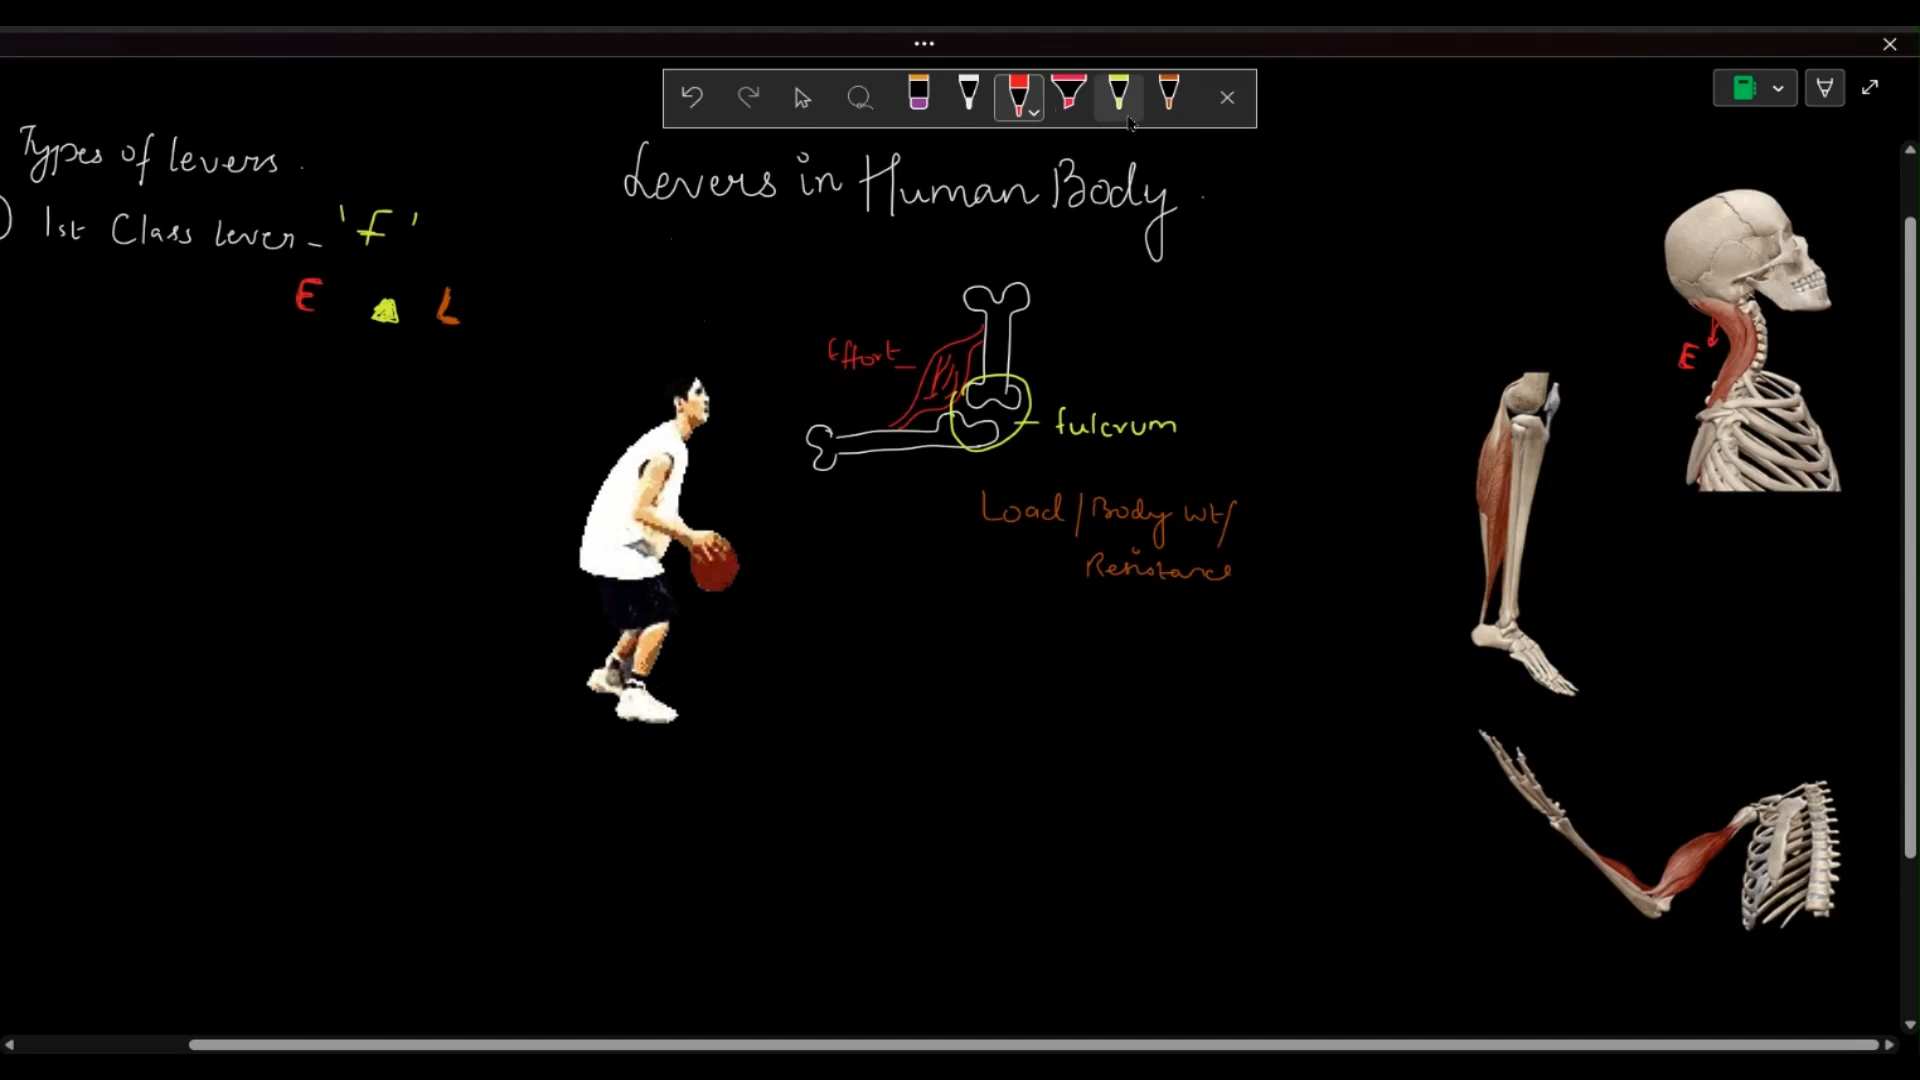 Types of levers.
) 1st Class lever - 'f'
E L
Levers in Human Body.
Effort
fulcrum
Load / Body wt /
Resistance
E